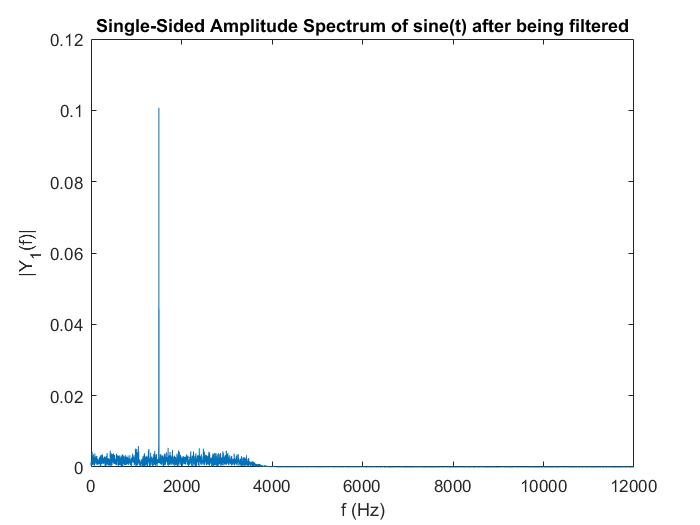 Single-Sided Amplitude Spectrum of sine(t) after being filtered
0.12
0.1
0.08
0.06
0.04
0.02
0
|Y1(f)|
0 2000 4000 6000 8000 10000 12000
f (Hz)